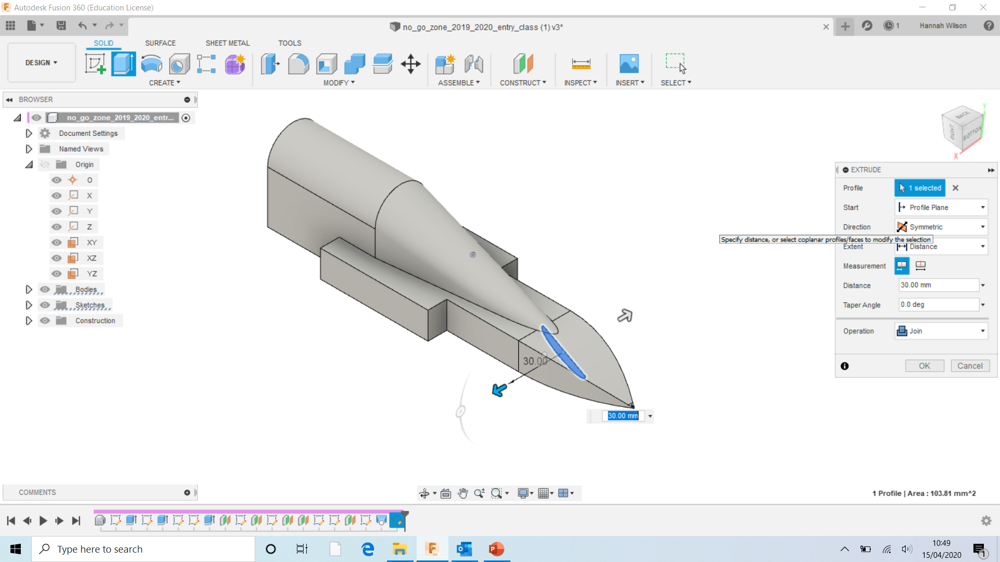 Autodesk Fusion 360 (Education License)
no_go_zone_2019_2020_entry_class (1) v3*
1
Hannah Wilson
SOLID
SURFACE
SHEET METAL
TOOLS
DESIGN
CREATE
MODIFY
ASSEMBLE
CONSTRUCT
INSPECT
INSERT
SELECT
BROWSER
no_go_zone_2019_2020_entr...
Document Settings
Named Views
Origin
O
X
Y
Z
XY
XZ
YZ
Bodies
Sketches
Construction
BACK
RIGHT
BOTTOM
Y
X
EXTRUDE
Profile
1 selected
Start
Profile Plane
Direction
Symmetric
Specify distance, or select coplanar profiles/faces to modify the selection
Extent
Distance
Measurement
Distance
30.00 mm
Taper Angle
0.0 deg
Operation
Join
OK
Cancel
30.00
30.00 mm
COMMENTS
1 Profile | Area : 103.81 mm^2
Type here to search
10:49
15/04/2020
1